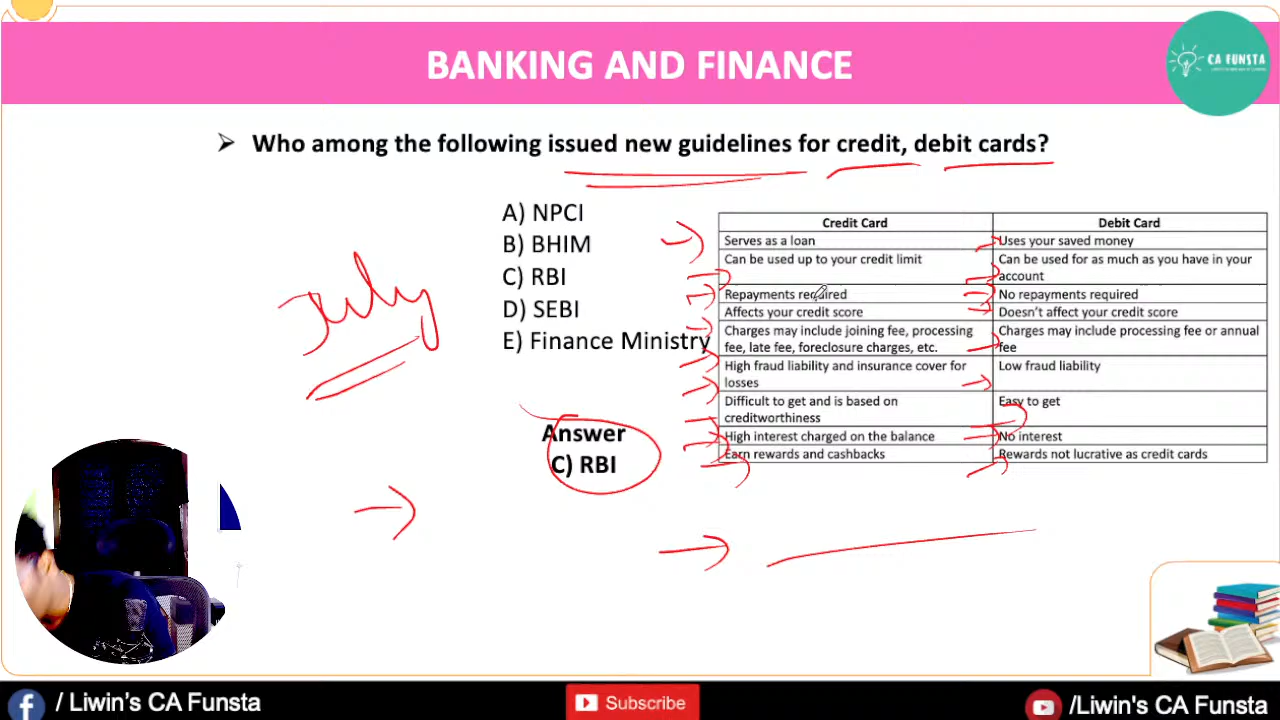 BANKING AND FINANCE
CA FUNSTA
Who among the following issued new guidelines for credit, debit cards?
A) NPCI
B) BHIM
C) RBI
D) SEBI
E) Finance Ministry
Answer
C) RBI
July
Credit Card Debit Card
Serves as a loan Uses your saved money
Can be used up to your credit limit Can be used for as much as you have in your
account
Repayments required No repayments required
Affects your credit score Doesn't affect your credit score
Charges may include joining fee, processing Charges may include processing fee or annual
fee, late fee, foreclosure charges, etc. fee
High fraud liability and insurance cover for Low fraud liability
losses
Difficult to get and is based on Easy to get
creditworthiness
High interest charged on the balance No interest
Earn rewards and cashbacks Rewards not lucrative as credit cards
/ Liwin's CA Funsta
Subscribe
/Liwin's CA Funsta